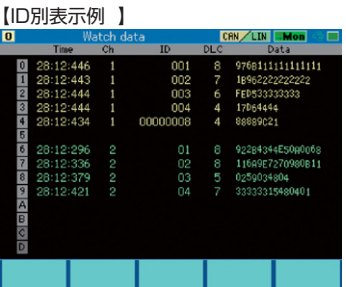 【ID別表示例 】
0 Watch data CAN/LIN Mon
Time Ch ID DLC Data
0 28:12:446 1 001 8 9768111111111111
1 28:12:443 1 002 7 1B962222222222
2 28:12:444 1 003 6 FED533333333
3 28:12:444 1 004 4 17D64494
4 28:12:434 1 00000008 4 88889C21
5
6 28:12:296 2 01 8 922B4344E50A0068
7 28:12:336 2 02 8 116A9E7270980B11
8 28:12:379 2 03 5 0259034804
9 28:12:421 2 04 7 33333315480401
A
B
C
D